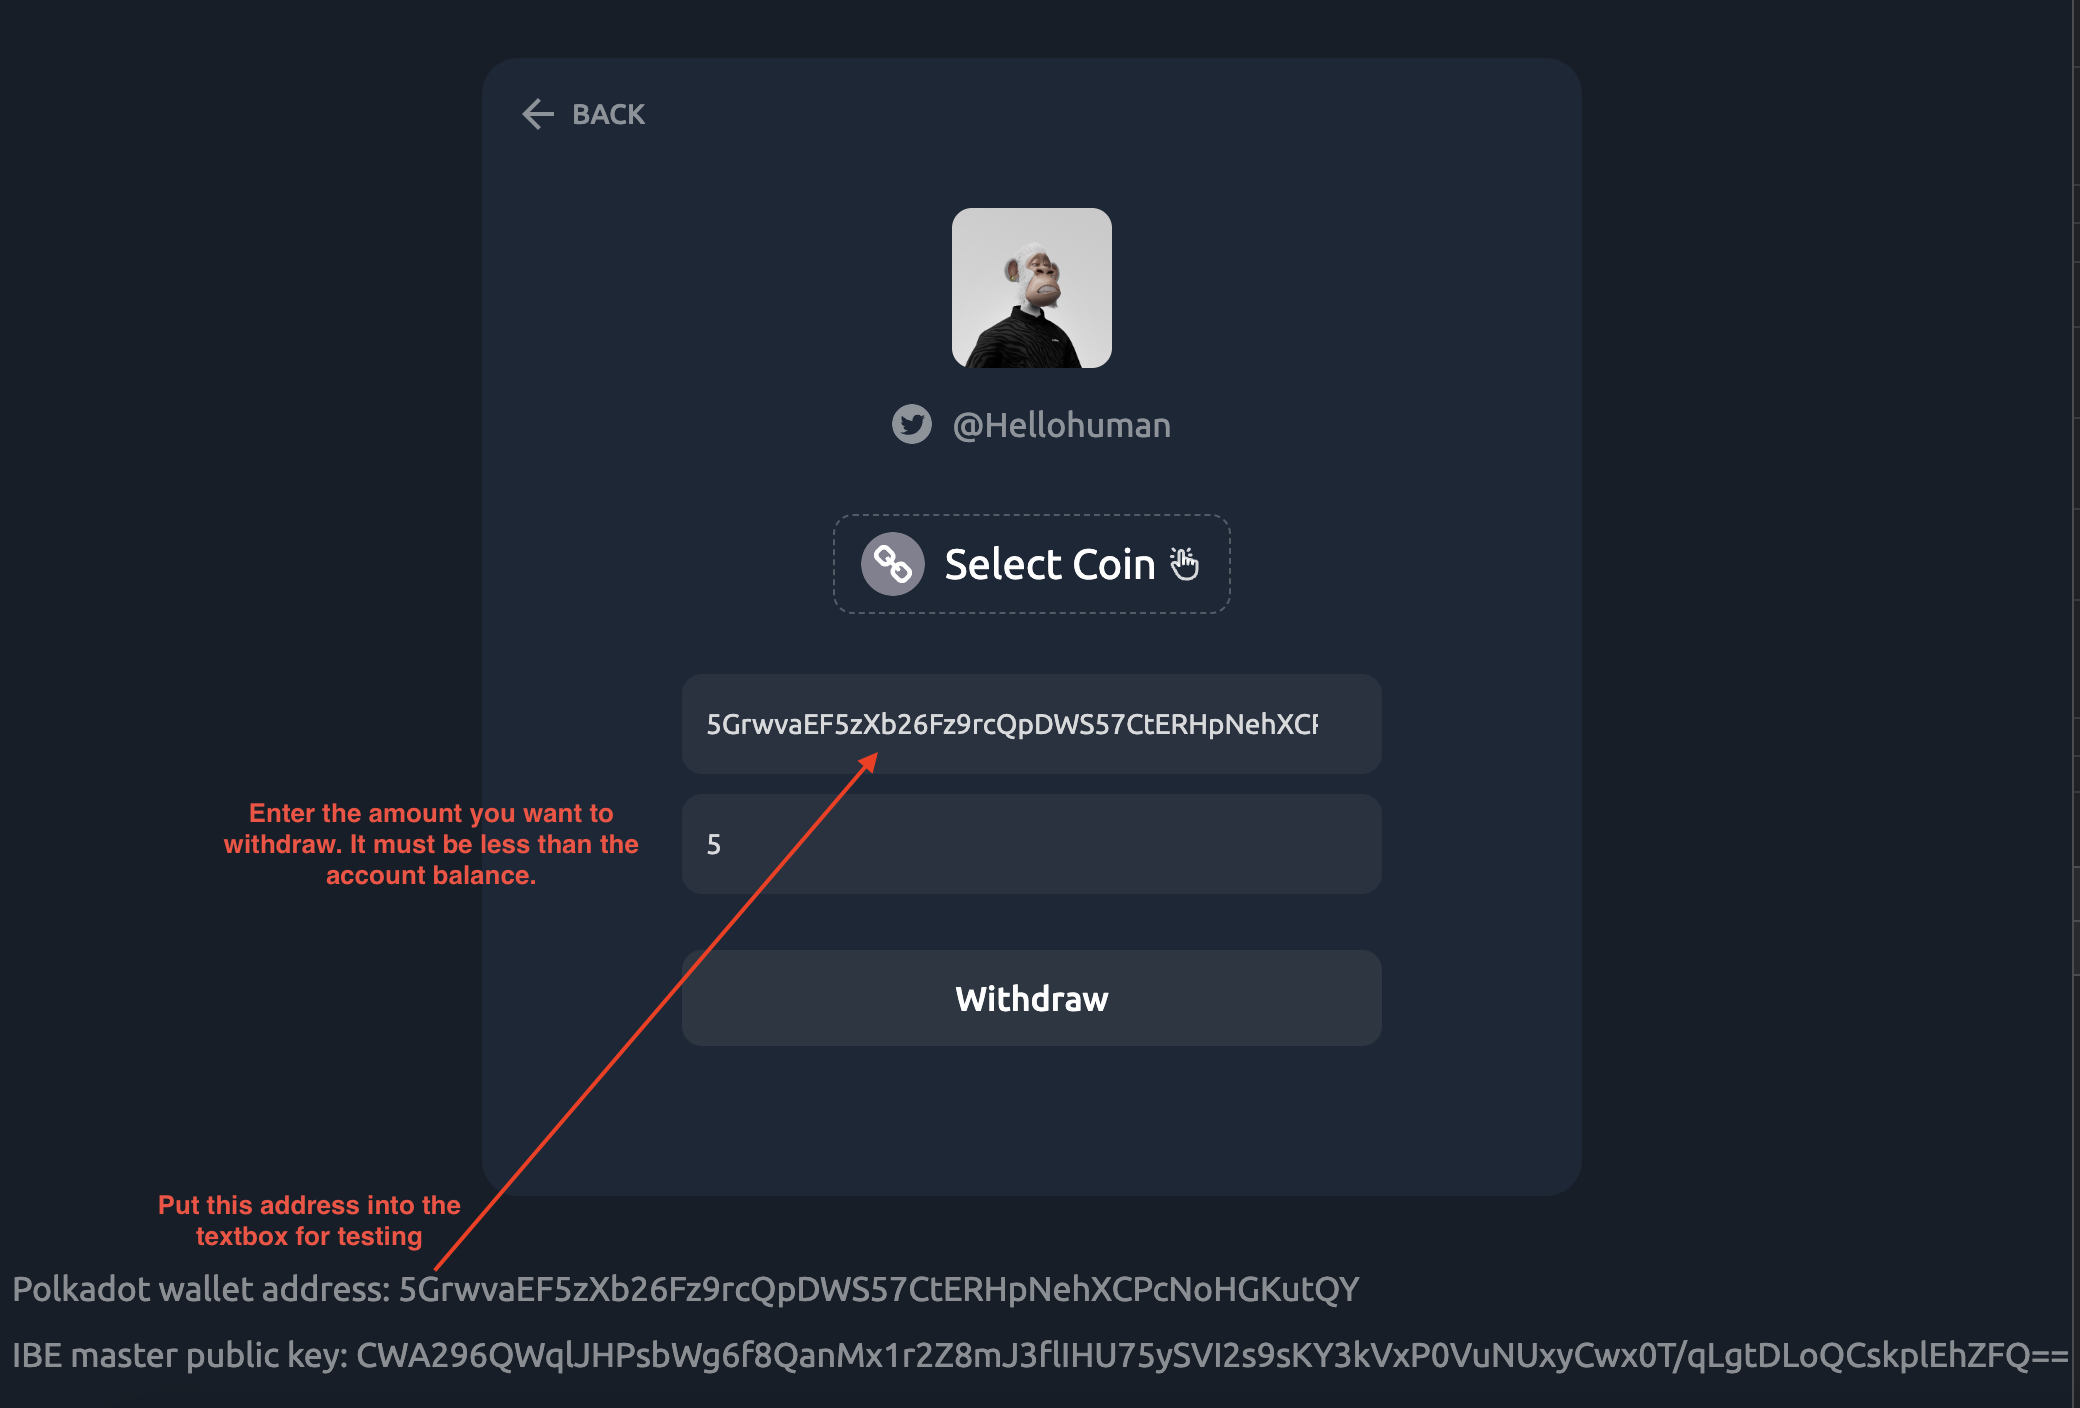 BACK
@Hellohuman
Select Coin
5GrwvaEF5zXb26Fz9rcQpDWS57CtERHpNehXCF
Enter the amount you want to
withdraw. It must be less than the
account balance.
5
Withdraw
Put this address into the
textbox for testing
Polkadot wallet address: 5GrwvaEF5zXb26Fz9rcQpDWS57CtERHpNehXCPcNoHGKutQY
IBE master public key: CWA296QWqlJHPsbWg6f8QanMx1r2Z8mJ3flIHU75ySVI2s9sKY3kVxP0VuNUxyCwx0T/qLgtDLoQCskplEhZFQ==